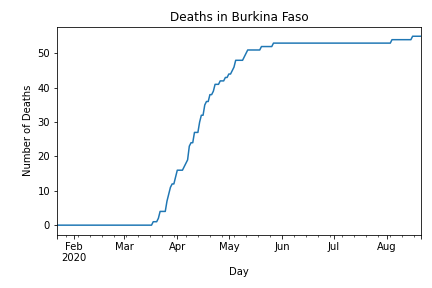 Deaths in Burkina Faso
Number of Deaths
50
40
30
20
10
0
Feb
2020
Mar
Apr
May
Jun
Jul
Aug
Day